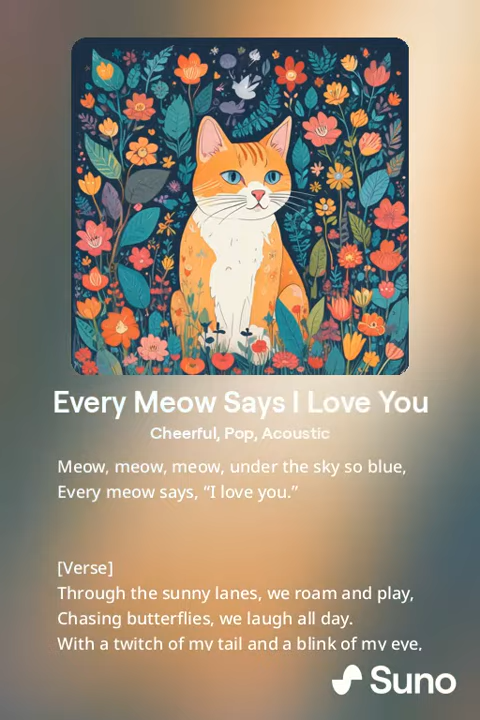 Every Meow Says I Love You
Cheerful, Pop, Acoustic
Meow, meow, meow, under the sky so blue,
Every meow says, “I love you.”
[Verse]
Through the sunny lanes, we roam and play,
Chasing butterflies, we laugh all day.
With a twitch of my tail and a blink of my eye,
Suno